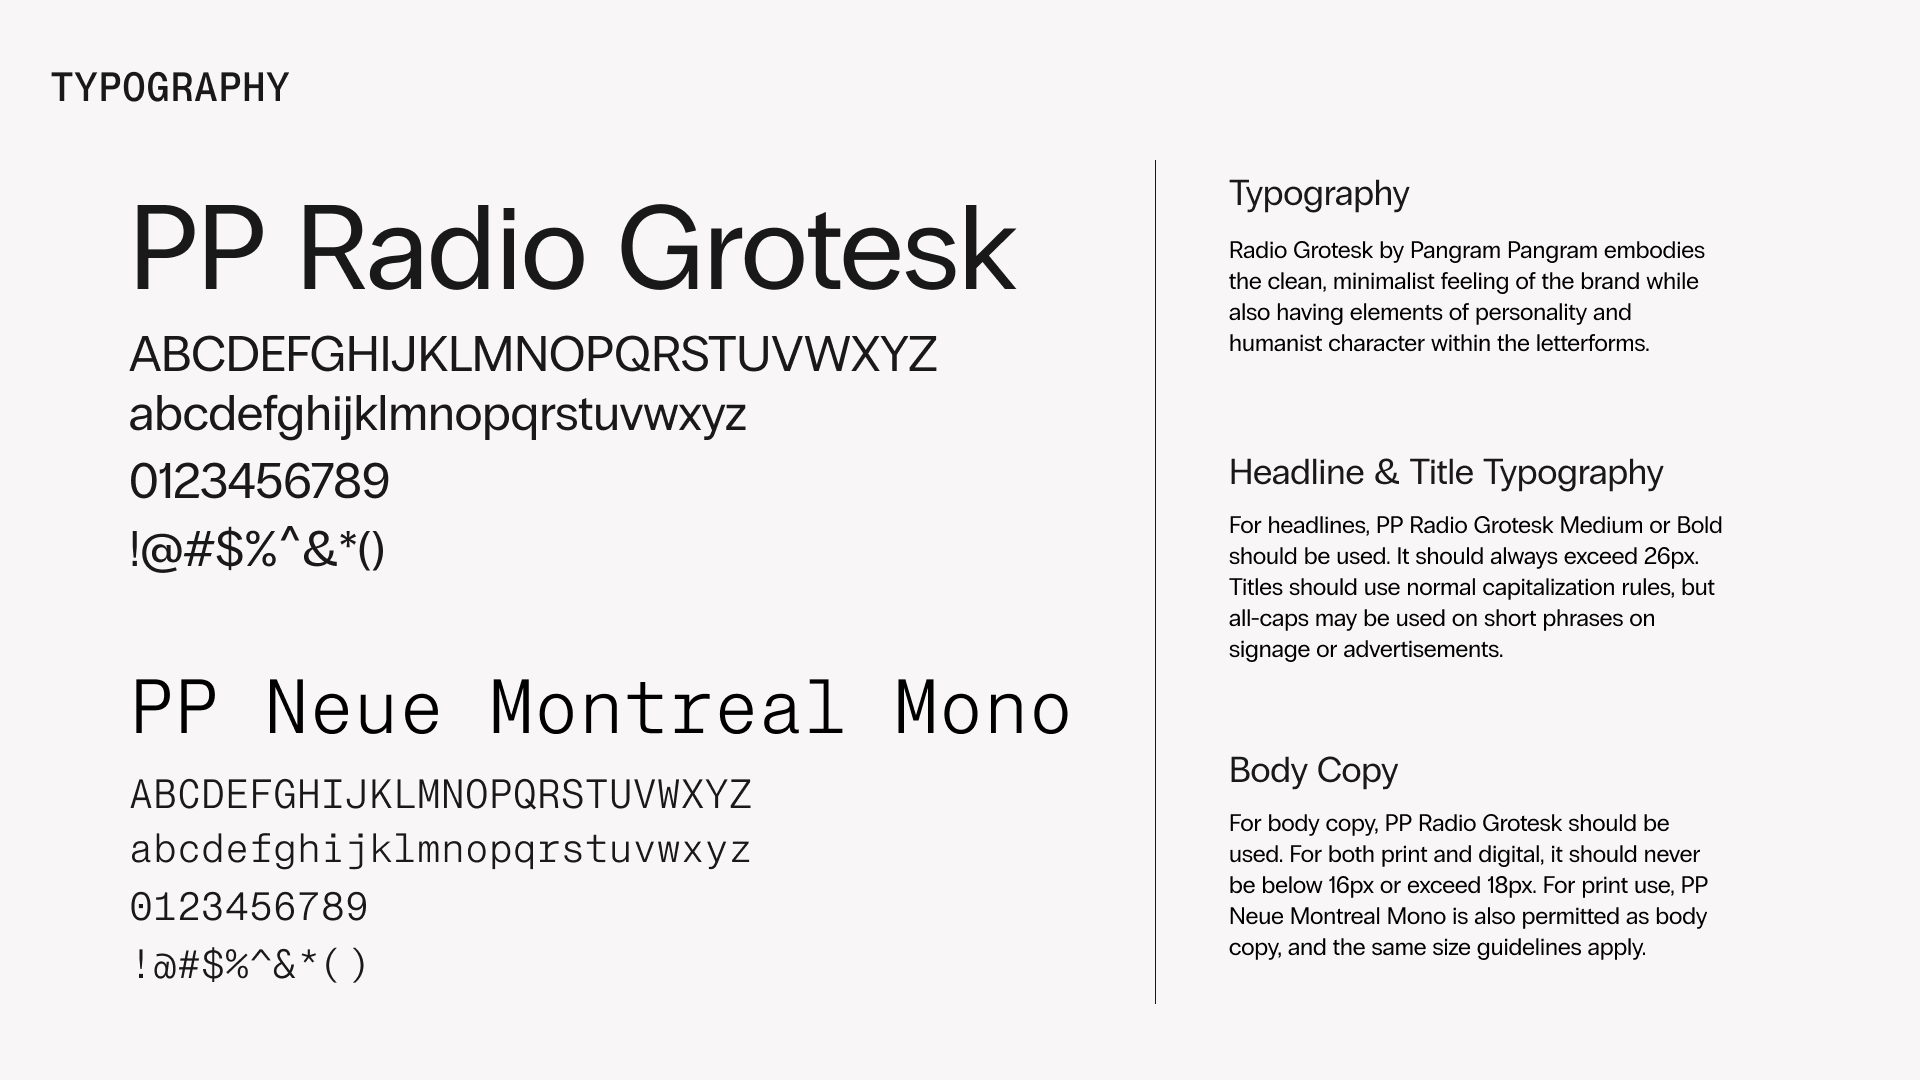 TYPOGRAPHY
PP Radio Grotesk
ABCDEFGHIJKLMNOPQRSTUVWXYZ
abcdefghijklmnopqrstuvwxyz
0123456789
!@#$%^&*()
PP Neue Montreal Mono
ABCDEFGHIJKLMNOPQRSTUVWXYZ
abcdefghijklmnopqrstuvwxyz
0123456789
!@#$%^&*()
Typography
Radio Grotesk by Pangram Pangram embodies
the clean, minimalist feeling of the brand while
also having elements of personality and
humanist character within the letterforms.
Headline & Title Typography
For headlines, PP Radio Grotesk Medium or Bold
should be used. It should always exceed 26px.
Titles should use normal capitalization rules, but
all-caps may be used on short phrases on
signage or advertisements.
Body Copy
For body copy, PP Radio Grotesk should be
used. For both print and digital, it should never
be below 16px or exceed 18px. For print use, PP
Neue Montreal Mono is also permitted as body
copy, and the same size guidelines apply.